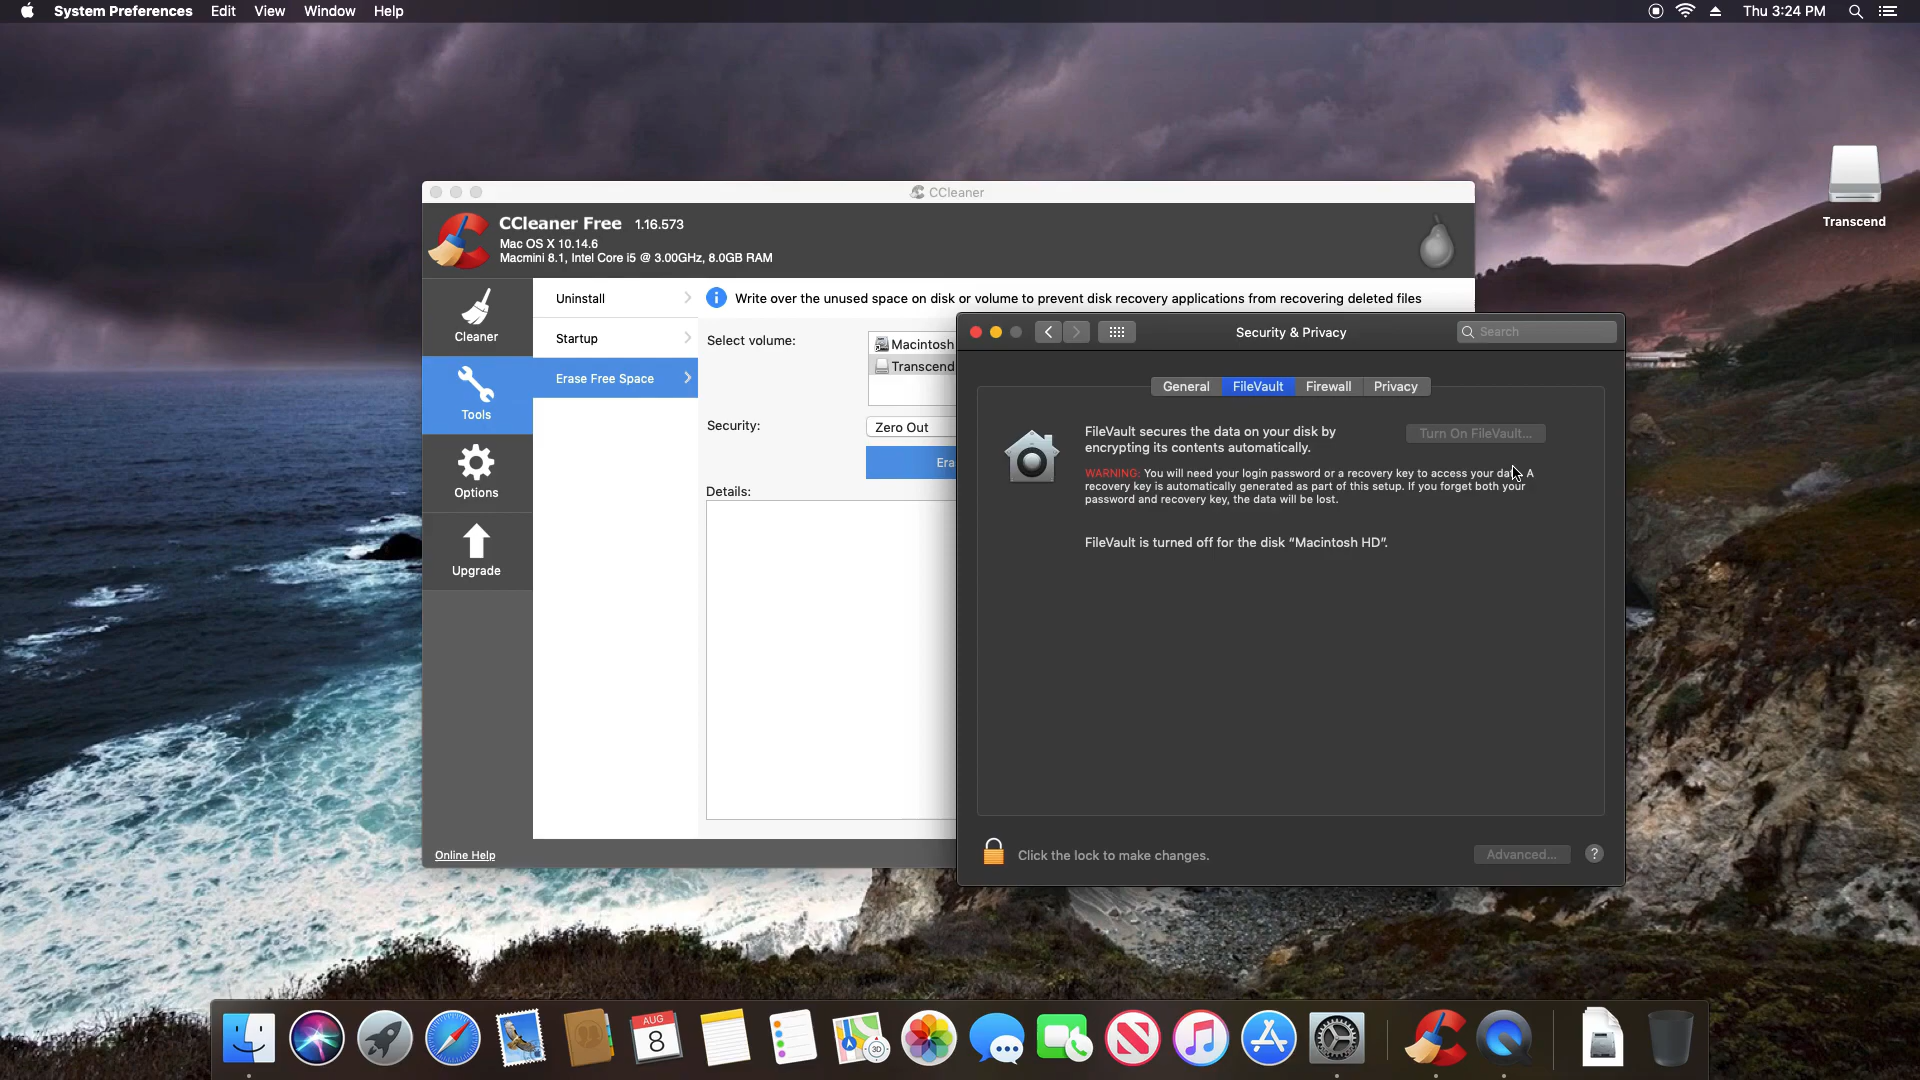 System Preferences Edit View Window Help
Thu 3:24 PM
Transcend
CCleaner
CCleaner Free 1.16.573
Mac OS X 10.14.6
Macmini 8.1, Intel Core i5 @ 3.00GHz, 8.0GB RAM
Cleaner
Tools
Options
Upgrade
Online Help
Uninstall
Startup
Erase Free Space
Write over the unused space on disk or volume to prevent disk recovery applications from recovering deleted files
Select volume:
Macintosh
Transcend
Security:
Zero Out
Era
Details:
Security & Privacy
Search
General FileVault Firewall Privacy
FileVault secures the data on your disk by
encrypting its contents automatically.
Turn On FileVault...
WARNING: You will need your login password or a recovery key to access your data. A
recovery key is automatically generated as part of this setup. If you forget both your
password and recovery key, the data will be lost.
FileVault is turned off for the disk “Macintosh HD”.
Click the lock to make changes.
Advanced...
?
AUG
8
3D